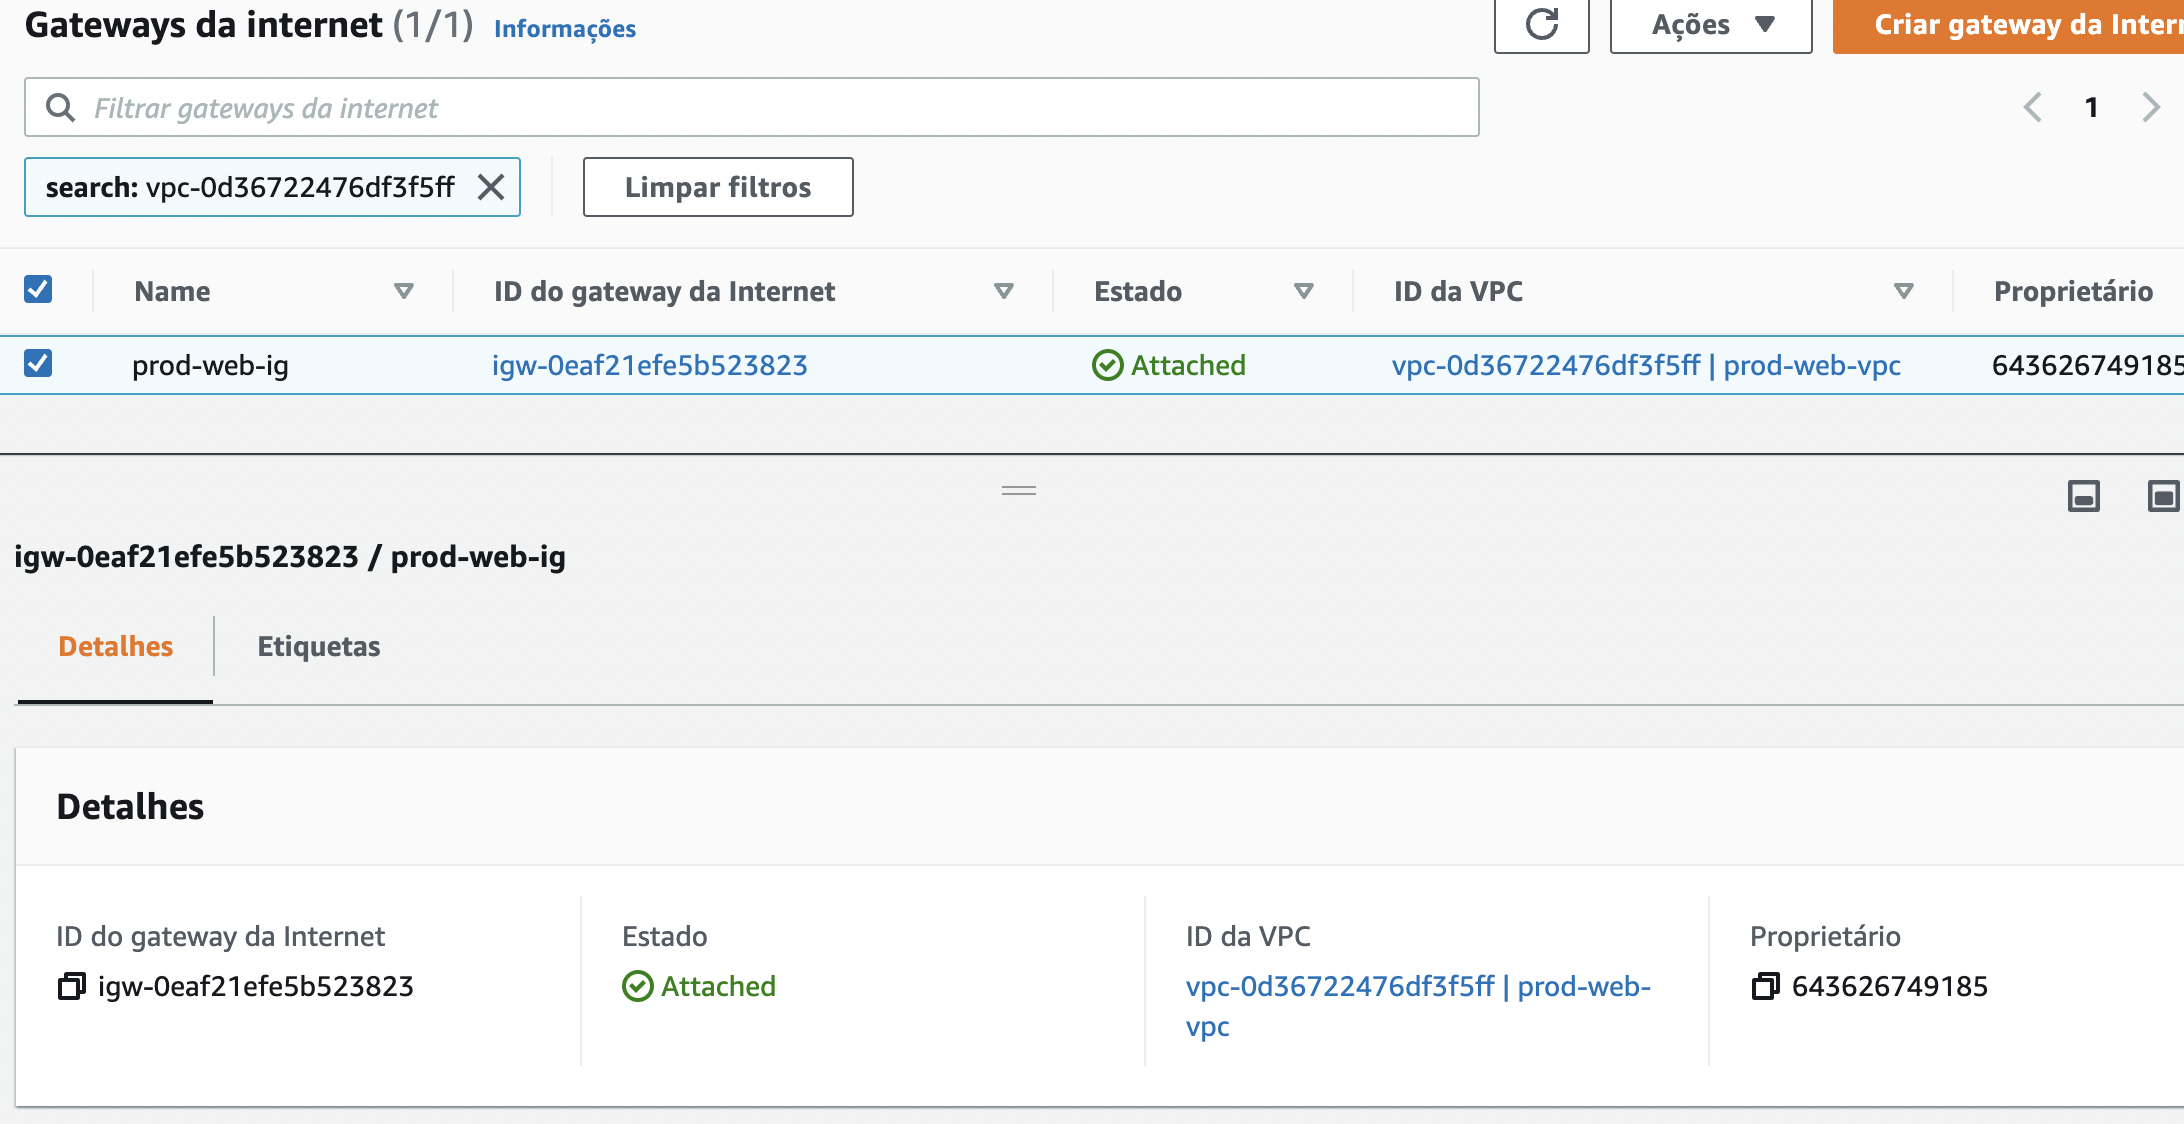 Gateways da internet (1/1) Informações
Ações
Criar gateway da Intern
Filtrar gateways da internet
1
search: vpc-0d36722476df3f5ff
Limpar filtros
Name ID do gateway da Internet Estado ID da VPC Proprietário
prod-web-ig igw-0eaf21efe5b523823 Attached vpc-0d36722476df3f5ff | prod-web-vpc 643626749185
igw-0eaf21efe5b523823 / prod-web-ig
Detalhes Etiquetas
Detalhes
ID do gateway da Internet
igw-0eaf21efe5b523823
Estado
Attached
ID da VPC
vpc-0d36722476df3f5ff | prod-web-
vpc
Proprietário
643626749185